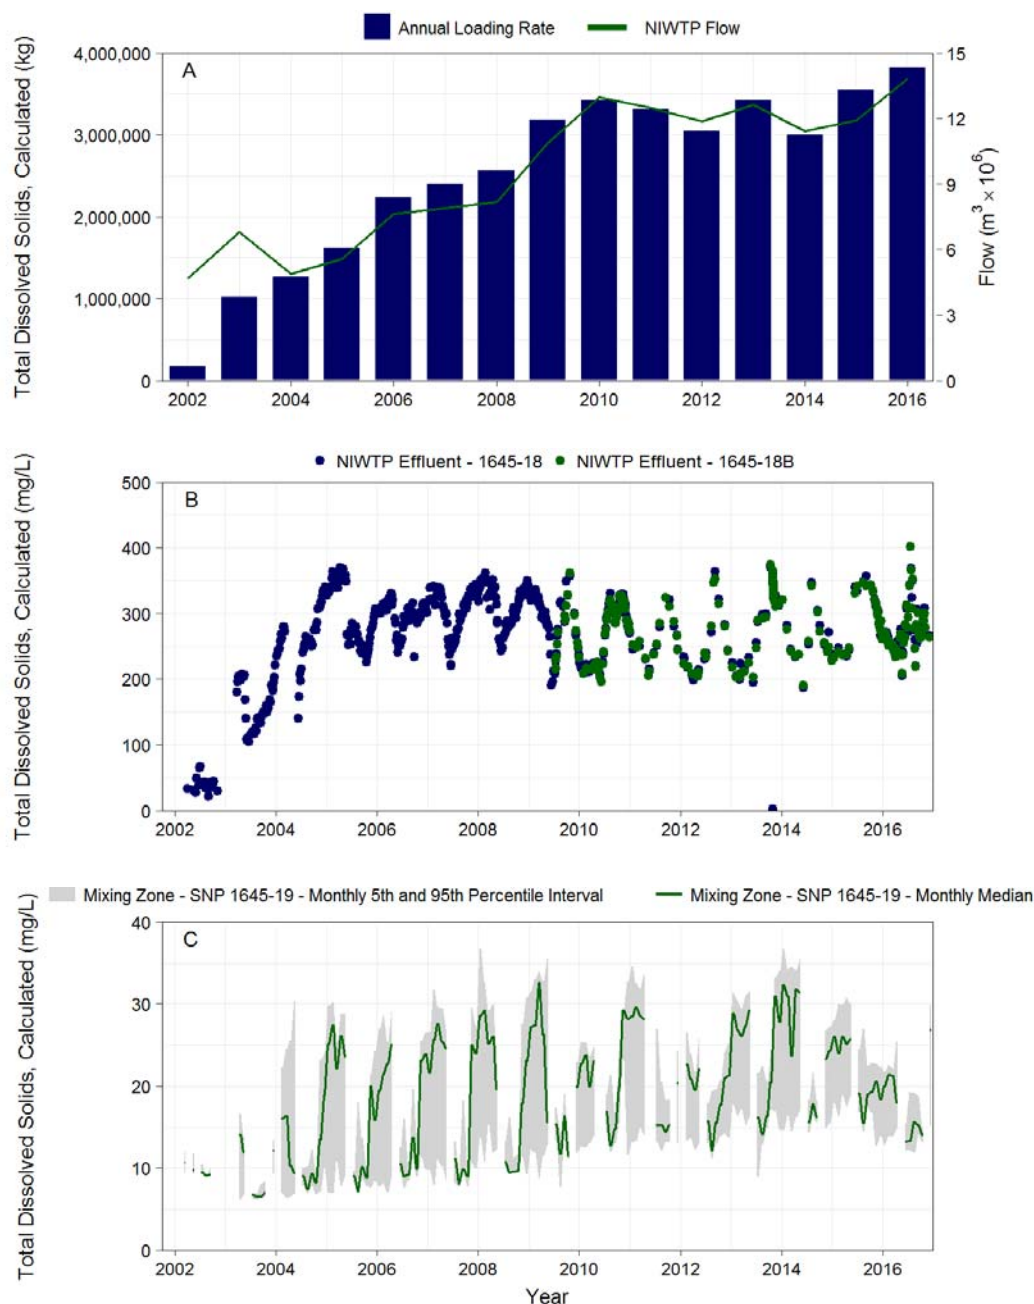 Annual Loading Rate NIWTP Flow
Total Dissolved Solids, Calculated (kg)
A
4,000,000
3,000,000
2,000,000
1,000,000
0
15
12
9
6
3
0
Flow (m³ × 10⁶)
2002 2004 2006 2008 2010 2012 2014 2016
NIWTP Effluent - 1645-18 NIWTP Effluent - 1645-18B
Total Dissolved Solids, Calculated (mg/L)
B
500
400
300
200
100
0
2002 2004 2006 2008 2010 2012 2014 2016
Mixing Zone - SNP 1645-19 - Monthly 5th and 95th Percentile Interval Mixing Zone - SNP 1645-19 - Monthly Median
Total Dissolved Solids, Calculated (mg/L)
C
40
30
20
10
0
2002 2004 2006 2008 2010 2012 2014 2016
Year